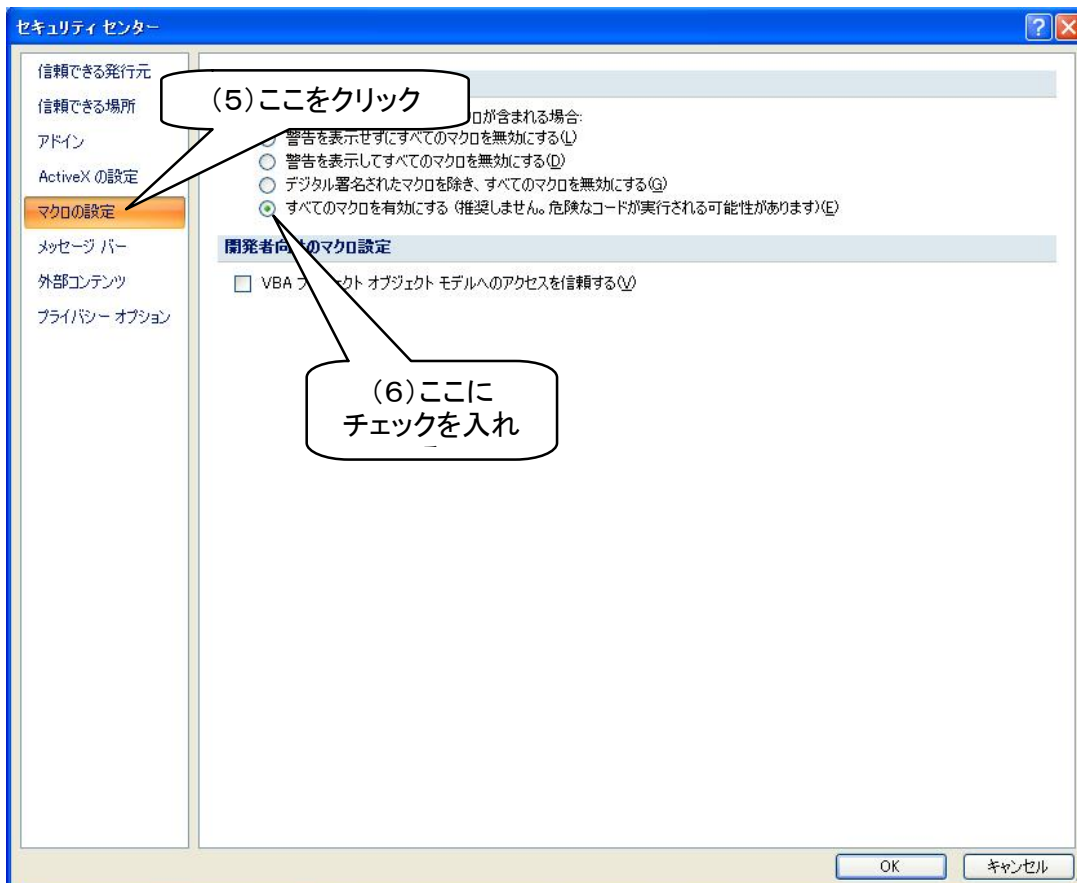 セキュリティ センター
信頼できる発行元
信頼できる場所
アドイン
ActiveX の設定
マクロの設定
メッセージ バー
外部コンテンツ
プライバシー オプション
(5)ここをクリック
ロが含まれる場合:
警告を表示せずにすべてのマクロを無効にする(L)
警告を表示してすべてのマクロを無効にする(D)
デジタル署名されたマクロを除き、すべてのマクロを無効にする(G)
すべてのマクロを有効にする (推奨しません。危険なコードが実行される可能性があります)(E)
開発者向けのマクロ設定
VBA プロジェクト オブジェクト モデルへのアクセスを信頼する(V)
(6)ここに
チェックを入れ
OK
キャンセル